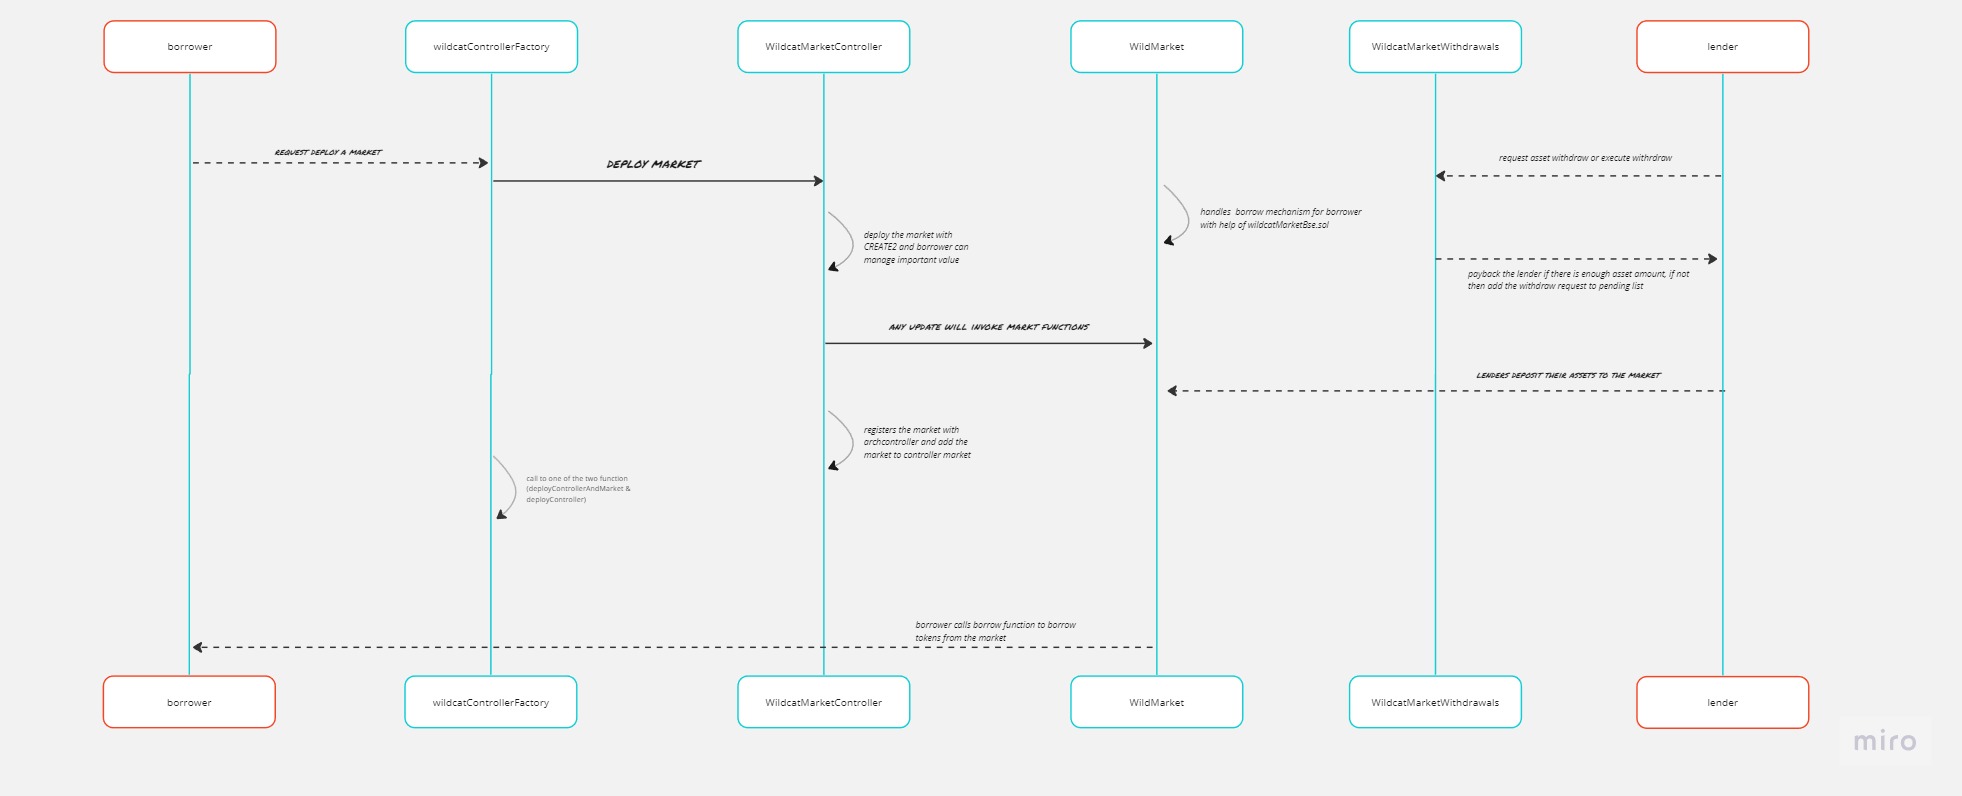 borrower
wildcatControllerFactory
WildcatMarketController
WildMarket
WildcatMarketWithdrawals
lender
REQUEST DEPLOY A MARKET
DEPLOY MARKET
request asset withdraw or execute withrdraw
handles borrow mechanism for borrower
with help of wildcatMarketBse.sol
deploy the market with
CREATE2 and borrower can
manage important value
payback the lender if there is enough asset amount, if not
then add the withdraw request to pending list
ANY UPDATE WILL INVOKE MARKT FUNCTIONS
LENDERS DEPOSIT THEIR ASSETS TO THE MARKET
registers the market with
archcontroller and add the
market to controller market
call to one of the two function
(deployControllerAndMarket &
deployController)
borrower calls borrow function to borrow
tokens from the market
borrower
wildcatControllerFactory
WildcatMarketController
WildMarket
WildcatMarketWithdrawals
lender
miro